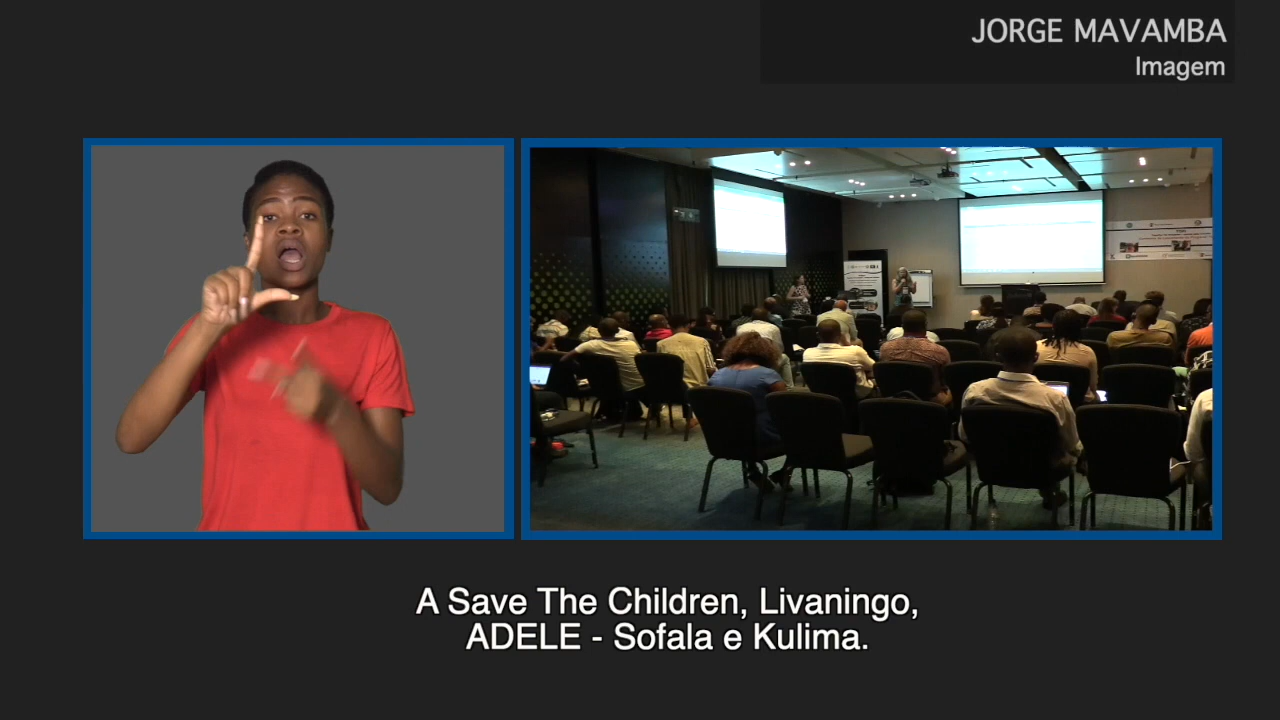 JORGE MAVAMBA
Imagem
A Save The Children, Livaningo,
ADELE - Sofala e Kulima.